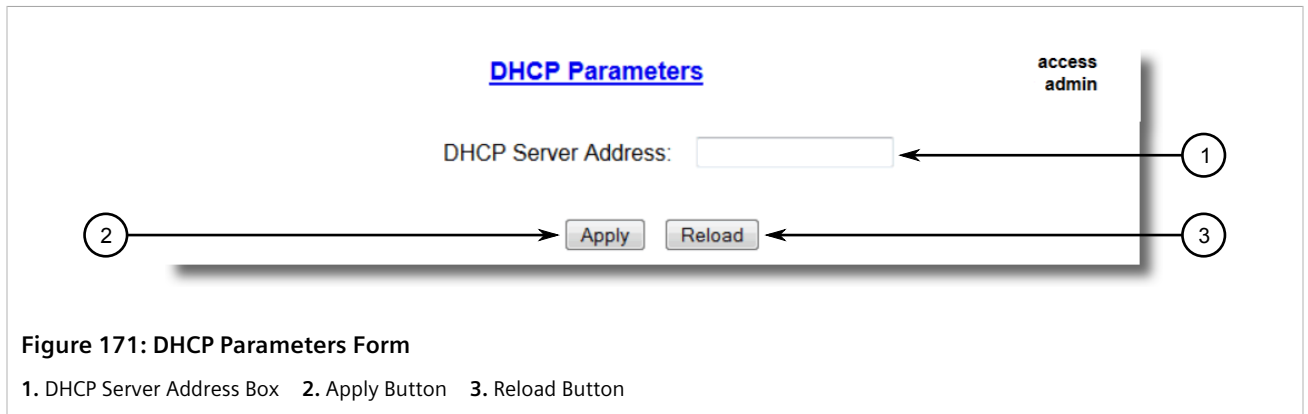 DHCP Parameters
access
admin
DHCP Server Address:
1
2
Apply
Reload
3
Figure 171: DHCP Parameters Form
1. DHCP Server Address Box 2. Apply Button 3. Reload Button